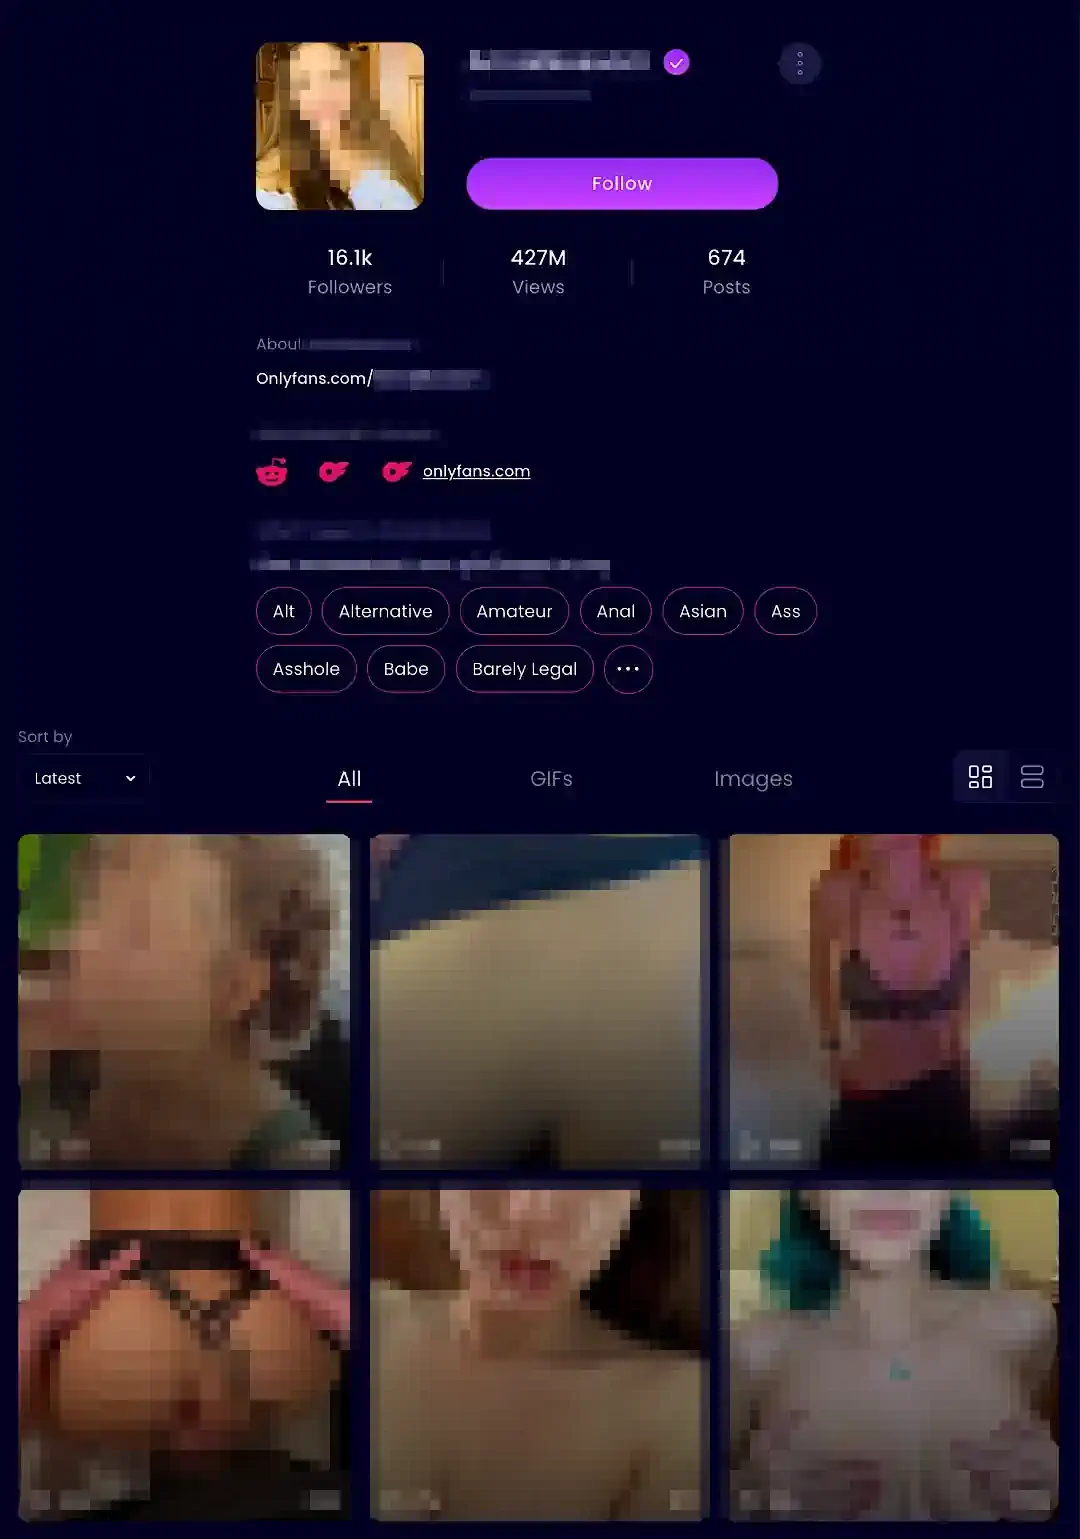 Follow
16.1k 427M 674
Followers Views Posts
About
Onlyfans.com/
onlyfans.com
Alt Alternative Amateur Anal Asian Ass
Asshole Babe Barely Legal ...
Sort by
Latest All GIFs Images